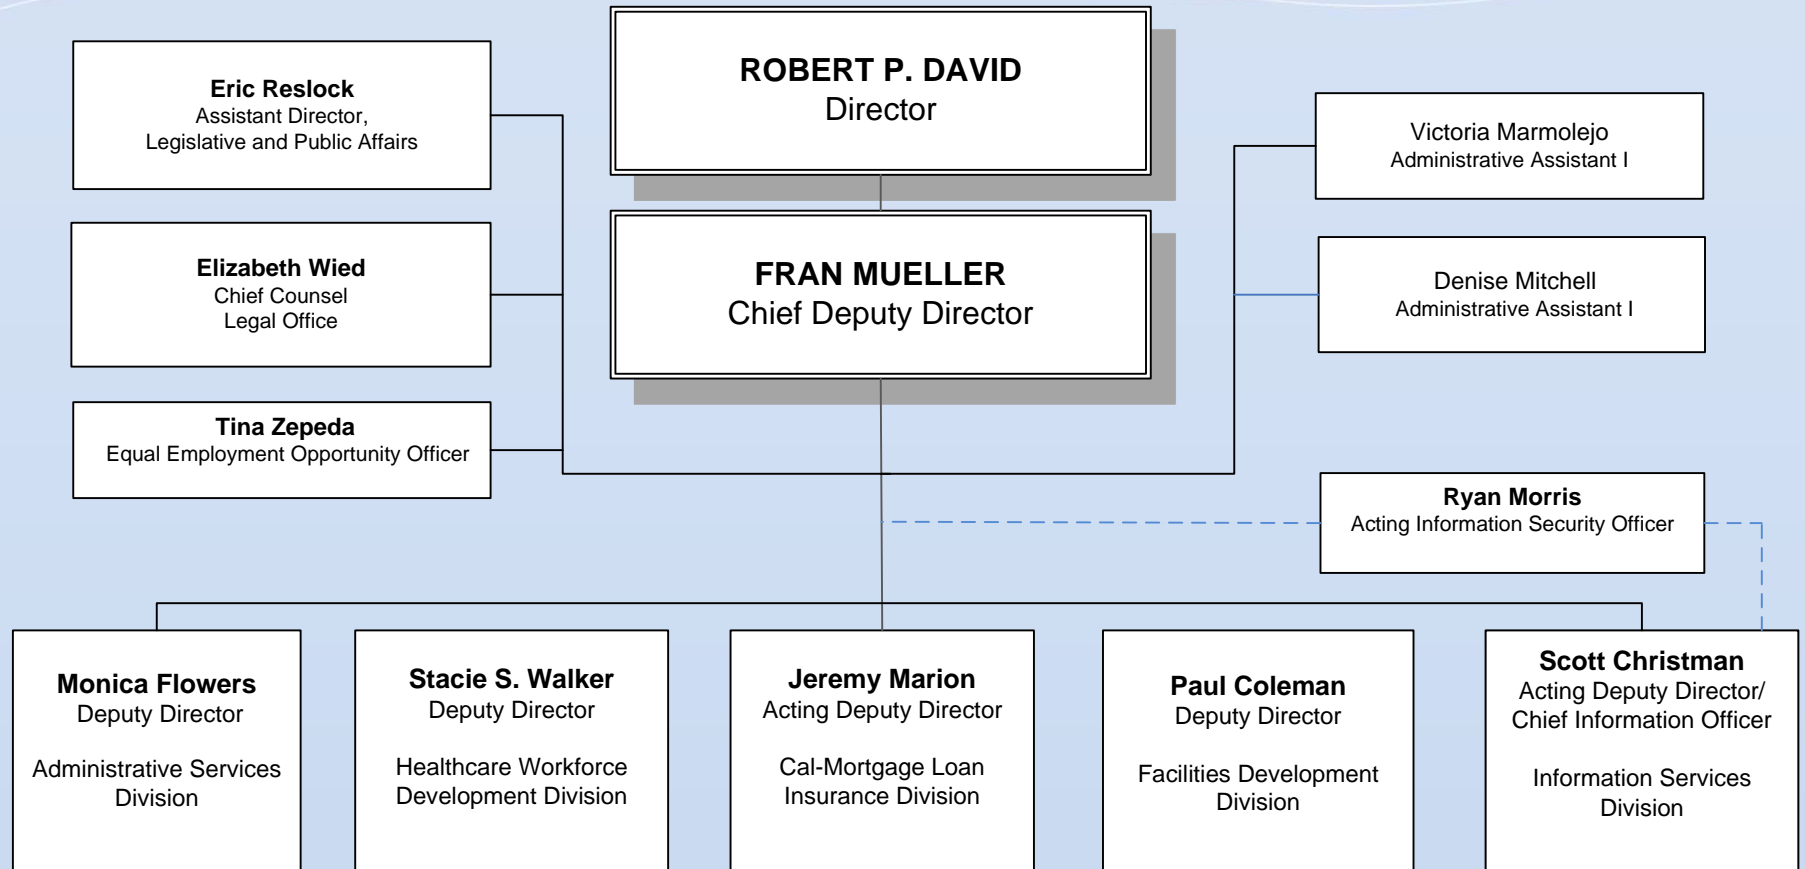 ROBERT P. DAVID
Director
Eric Reslock
Assistant Director,
Legislative and Public Affairs
Victoria Marmolejo
Administrative Assistant I
FRAN MUELLER
Chief Deputy Director
Elizabeth Wied
Chief Counsel
Legal Office
Denise Mitchell
Administrative Assistant I
Tina Zepeda
Equal Employment Opportunity Officer
Ryan Morris
Acting Information Security Officer
Monica Flowers
Deputy Director
Administrative Services
Division
Stacie S. Walker
Deputy Director
Healthcare Workforce
Development Division
Jeremy Marion
Acting Deputy Director
Cal-Mortgage Loan
Insurance Division
Paul Coleman
Deputy Director
Facilities Development
Division
Scott Christman
Acting Deputy Director/
Chief Information Officer
Information Services
Division